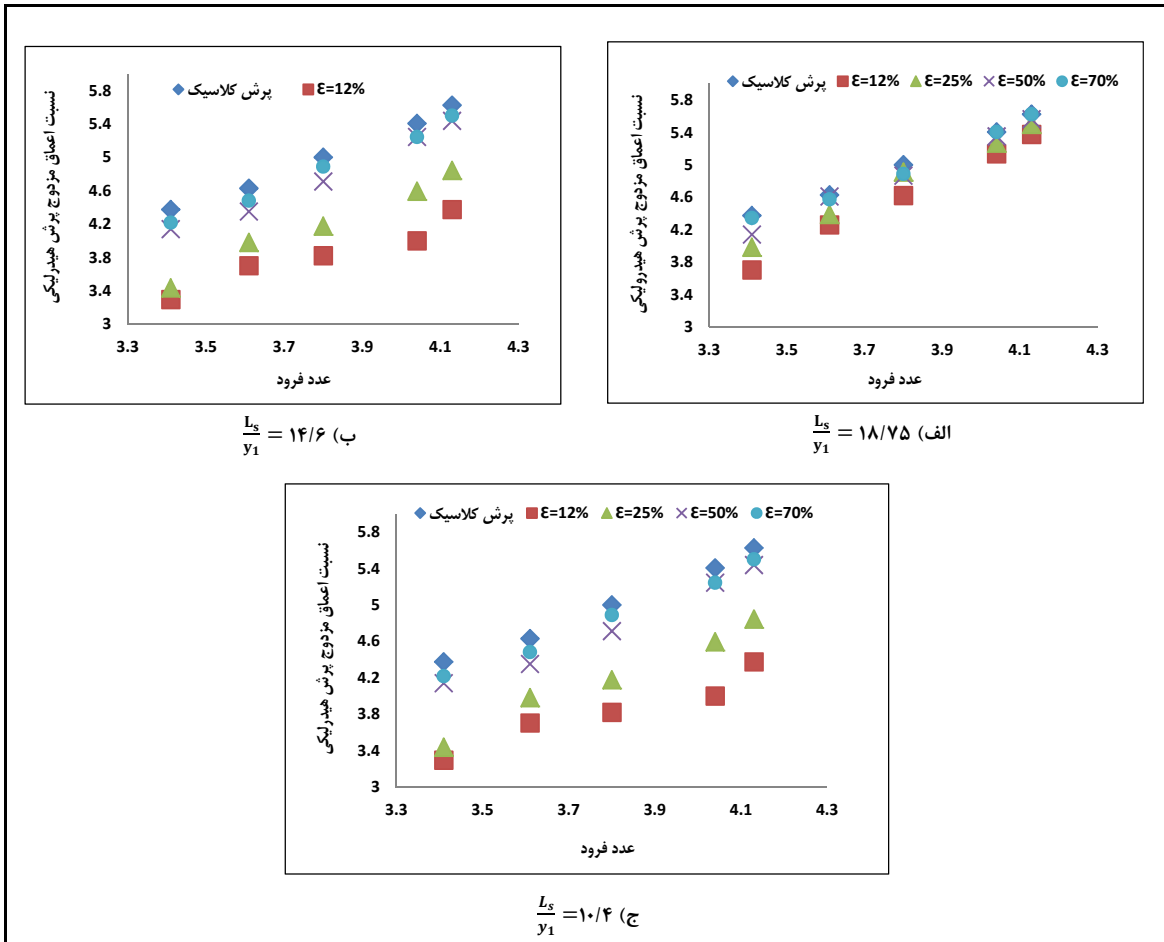 پرش کلاسیک ε=12% ε=25% ε=50% ε=70%
نسبت اعماق مزدوج پرش هیدرولیکی
5.8
5.4
5
4.6
4.2
3.8
3.4
3
3.3 3.5 3.7 3.9 4.1 4.3
عدد فرود
الف) Ls/y1 = ۱۸/۷۵
پرش کلاسیک ε=12%
نسبت اعماق مزدوج پرش هیدرلیکی
5.8
5.4
5
4.6
4.2
3.8
3.4
3
3.3 3.5 3.7 3.9 4.1 4.3
عدد فرود
ب) Ls/y1 = ۱۴/۶
پرش کلاسیک ε=12% ε=25% ε=50% ε=70%
نسبت اعماق مزدوج پرش هیدرلیکی
5.8
5.4
5
4.6
4.2
3.8
3.4
3
3.3 3.5 3.7 3.9 4.1 4.3
عدد فرود
ج) Ls/y1 =۱۰/۴